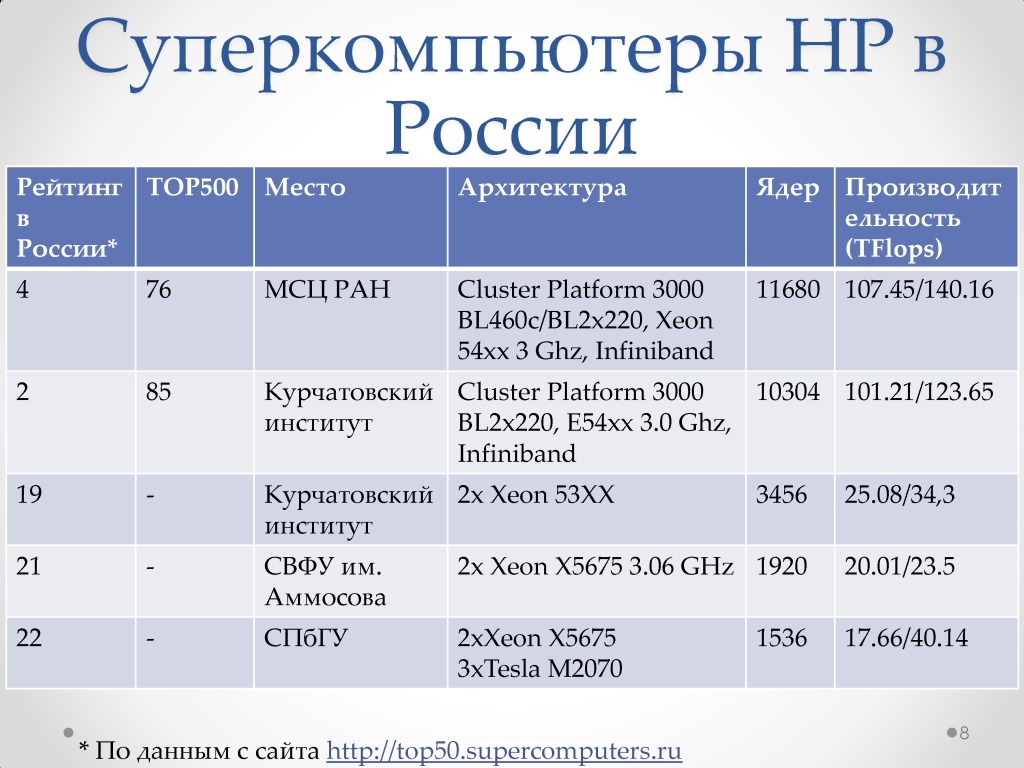 Суперкомпьютеры HP в
России
Рейтинг
в
России*
TOP500
Место
Архитектура
Ядер
Производит
ельность
(TFlops)
4
76
МСЦ РАН
Cluster Platform 3000
BL460c/BL2x220, Xeon
54xx 3 Ghz, Infiniband
11680
107.45/140.16
2
85
Курчатовский
институт
Cluster Platform 3000
BL2x220, E54xx 3.0 Ghz,
Infiniband
10304
101.21/123.65
19
-
Курчатовский
институт
2x Xeon 53XX
3456
25.08/34,3
21
-
СВФУ им.
Аммосова
2x Xeon X5675 3.06 GHz
1920
20.01/23.5
22
-
СПбГУ
2xXeon X5675
3xTesla M2070
1536
17.66/40.14
* По данным с сайта http://top50.supercomputers.ru
8